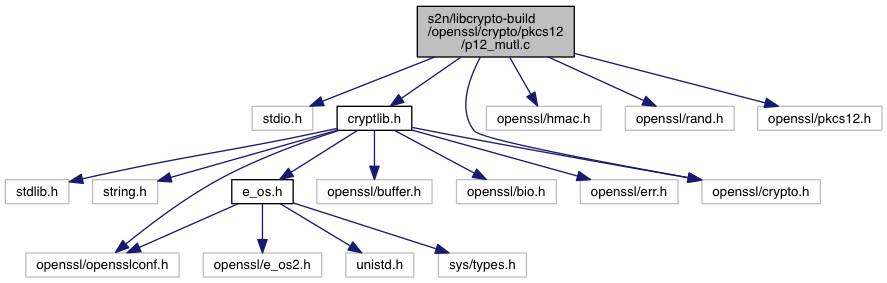 s2n/libcrypto-build
/openssl/crypto/pkcs12
/p12_mutl.c
stdio.h
cryptlib.h
openssl/hmac.h
openssl/rand.h
openssl/pkcs12.h
stdlib.h
string.h
e_os.h
openssl/buffer.h
openssl/bio.h
openssl/err.h
openssl/crypto.h
openssl/opensslconf.h
openssl/e_os2.h
unistd.h
sys/types.h